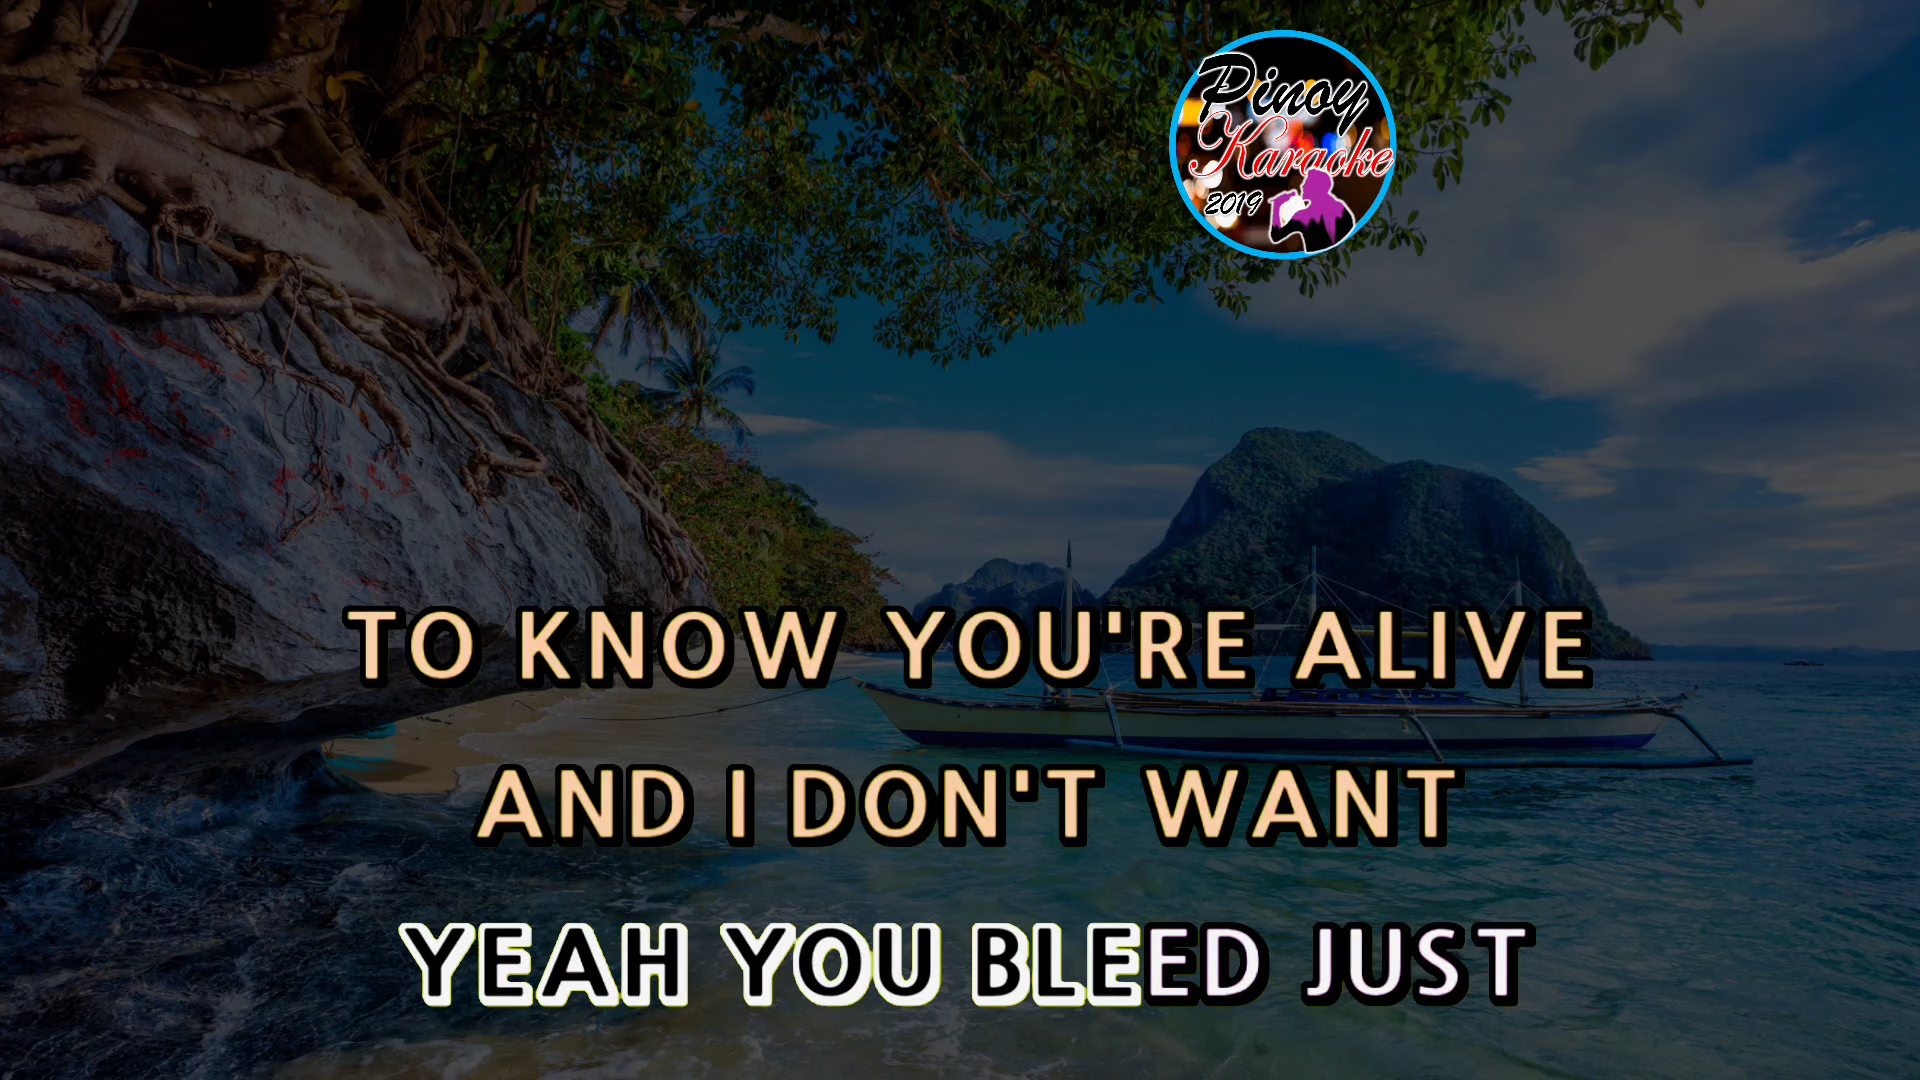 Pinoy
Karaoke
2019
TO KNOW YOU'RE ALIVE
AND I DON'T WANT
YEAH YOU BLEED JUST